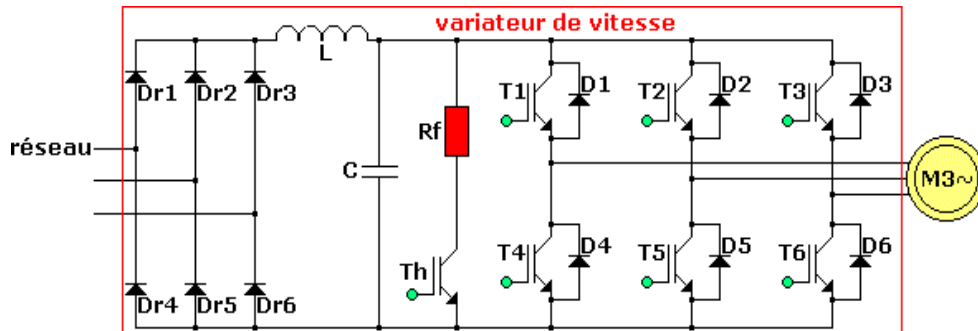 variateur de vitesse
L
Dr1 Dr2 Dr3
T1 D1 T2 D2 T3 D3
Rf
réseau
C
M3~
Th
T4 D4 T5 D5 T6 D6
Dr4 Dr5 Dr6